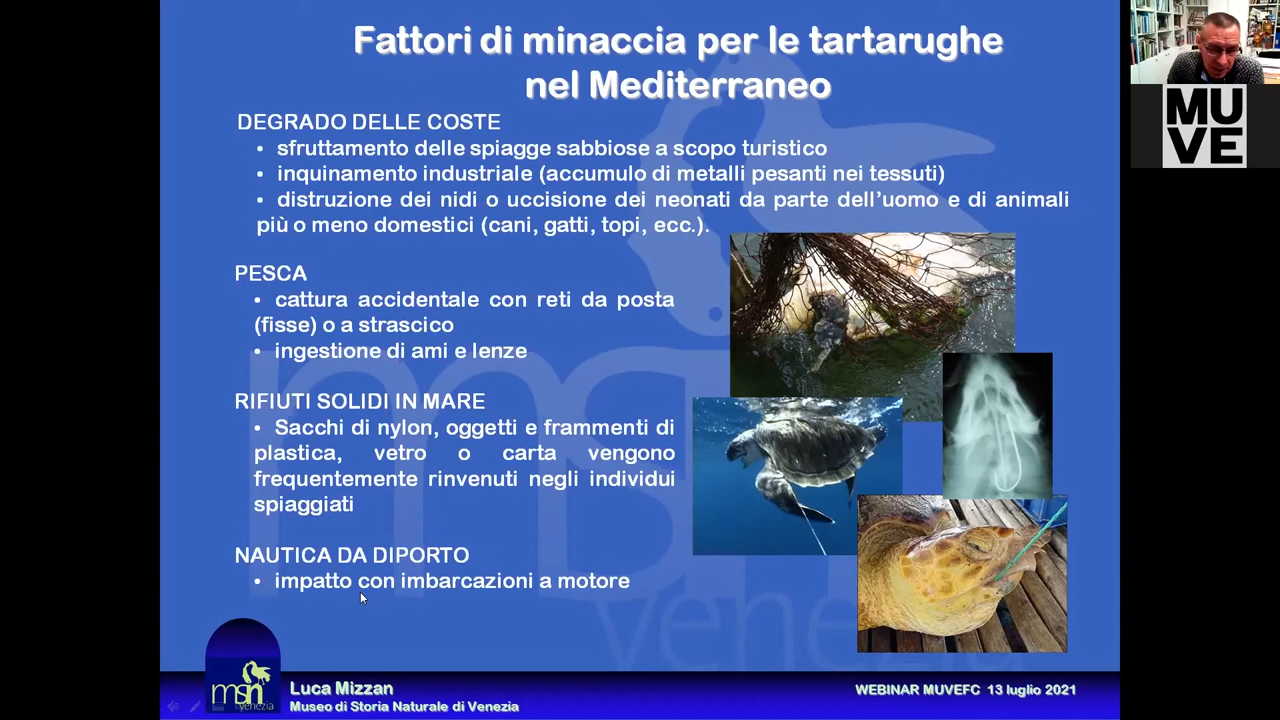 Fattori di minaccia per le tartarughe
nel Mediterraneo
DEGRADO DELLE COSTE
• sfruttamento delle spiagge sabbiose a scopo turistico
• inquinamento industriale (accumulo di metalli pesanti nei tessuti)
• distruzione dei nidi o uccisione dei neonati da parte dell’uomo e di animali
più o meno domestici (cani, gatti, topi, ecc.).
PESCA
• cattura accidentale con reti da posta
(fisse) o a strascico
• ingestione di ami e lenze
RIFIUTI SOLIDI IN MARE
• Sacchi di nylon, oggetti e frammenti di
plastica, vetro o carta vengono
frequentemente rinvenuti negli individui
spiaggiati
NAUTICA DA DIPORTO
• impatto con imbarcazioni a motore
msn
venezia
msn
venezia
Luca Mizzan
Museo di Storia Naturale di Venezia
WEBINAR MUVEFC 13 luglio 2021
MU
VE